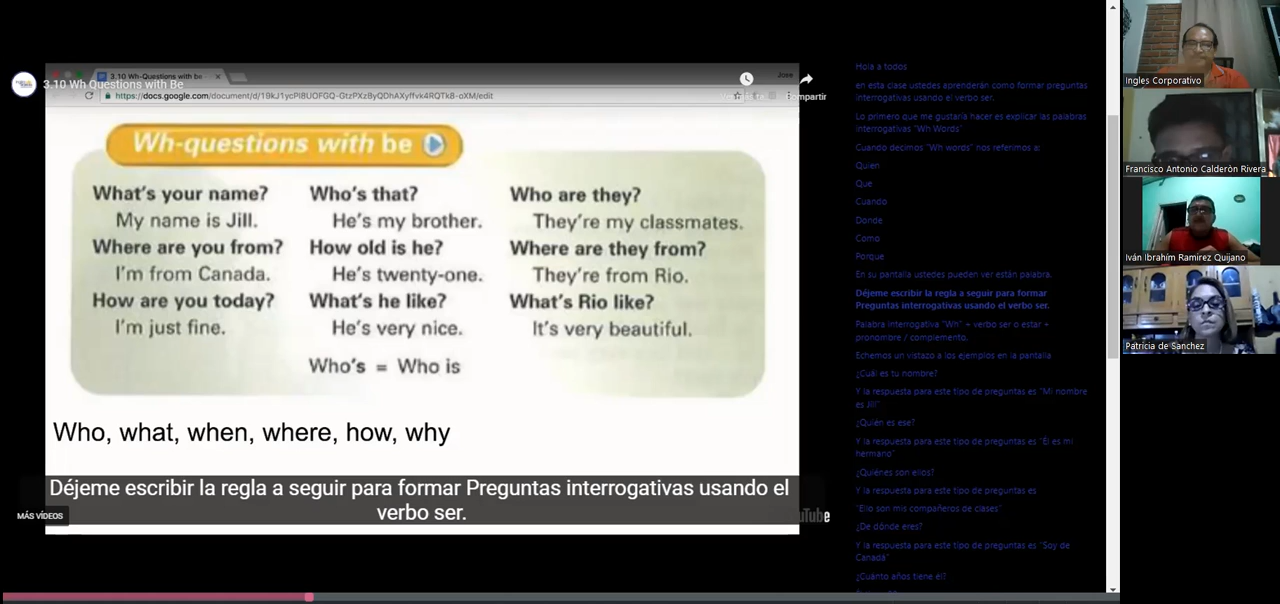 3.10 Wh-Questions with be
Jose
3.10 Wh Questions with Be
Compartir
Wh-questions with be
What's your name?
My name is Jill.
Where are you from?
I'm from Canada.
How are you today?
I'm just fine.
Who's that?
He's my brother.
How old is he?
He's twenty-one.
What's he like?
He's very nice.
Who's = Who is
Who are they?
They're my classmates.
Where are they from?
They're from Rio.
What's Rio like?
It's very beautiful.
Who, what, when, where, how, why
Déjeme escribir la regla a seguir para formar Preguntas interrogativas usando el
verbo ser.
MÁS VÍDEOS
Hola a todos
en esta clase ustedes aprenderán como formar preguntas
interrogativas usando el verbo ser.
Lo primero que me gustaría hacer es explicar las palabras
interrogativas "Wh Words"
Cuando decimos "Wh words" nos referimos a:
Quien
Que
Cuando
Donde
Como
Porque
En su pantalla ustedes pueden ver están palabra.
Déjeme escribir la regla a seguir para formar
Preguntas interrogativas usando el verbo ser.
Palabra interrogativa "Wh" + verbo ser o estar +
pronombre / complemento.
Echemos un vistazo a los ejemplos en la pantalla
¿Cuál es tu nombre?
Y la respuesta para este tipo de preguntas es "Mi nombre
es Jill"
¿Quién es ese?
Y la respuesta para este tipo de preguntas es "Él es mi
hermano"
¿Quiénes son ellos?
Y la respuesta para este tipo de preguntas es
"Ello son mis compañeros de clases"
¿De dónde eres?
Y la respuesta para este tipo de preguntas es "Soy de
Canadá"
¿Cuánto años tiene él?
Ingles Corporativo
Francisco Antonio Calderón Rivera
Iván Ibrahím Ramírez Quijano
Patricia de Sanchez